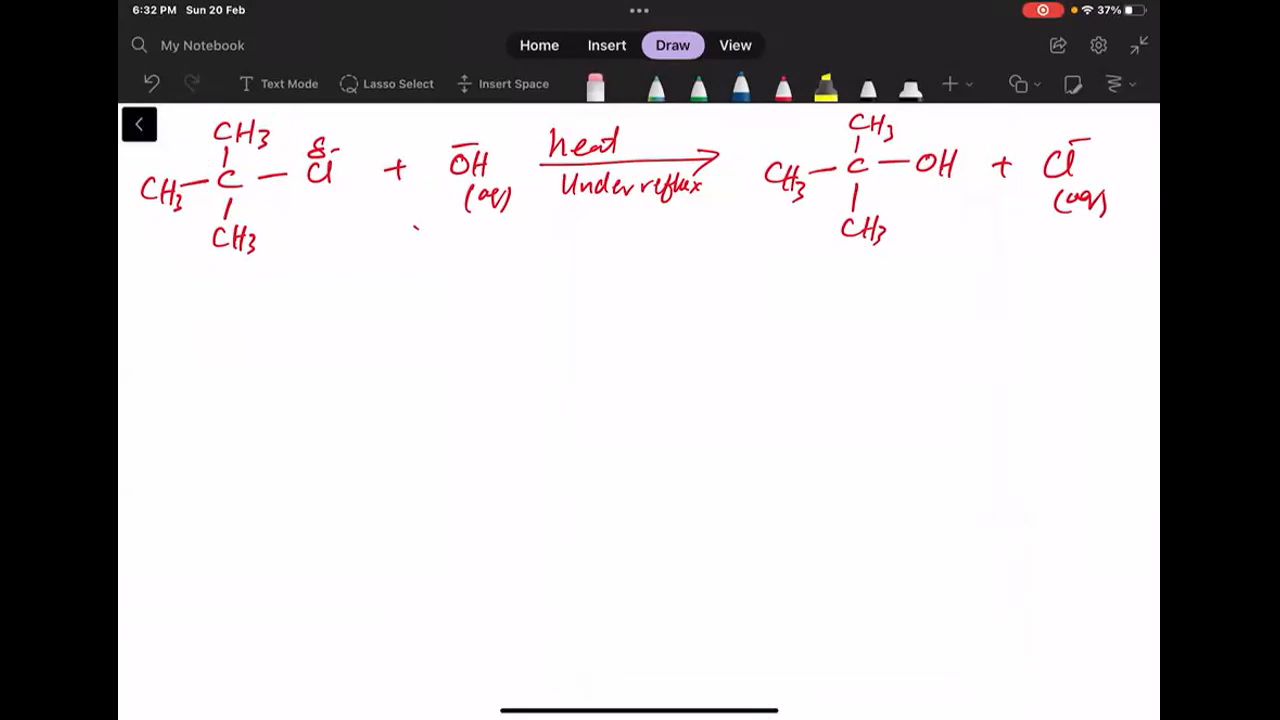 6:32 PM Sun 20 Feb
37%
My Notebook
Home Insert Draw View
Text Mode Lasso Select Insert Space
CH3 CH3
CH3 - C - Cl δ- + OH⁻ (aq) heat Under reflux → CH3 - C - OH + Cl⁻ (aq)
CH3 CH3